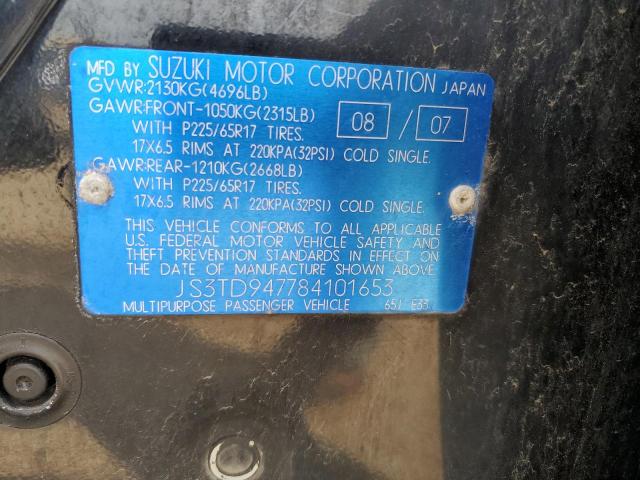 MFD BY SUZUKI MOTOR CORPORATION JAPAN
GVWR:2130KG(4696LB)
GAWR:FRONT-1050KG(2315LB) 08 / 07
WITH P225/65R17 TIRES.
17X6.5 RIMS AT 220KPA(32PSI) COLD SINGLE.
GAWR:REAR-1210KG(2668LB)
WITH P225/65R17 TIRES.
17X6.5 RIMS AT 220KPA(32PSI) COLD SINGLE.
THIS VEHICLE CONFORMS TO ALL APPLICABLE
U.S. FEDERAL MOTOR VEHICLE SAFETY AND
THEFT PREVENTION STANDARDS IN EFFECT ON
THE DATE OF MANUFACTURE SHOWN ABOVE.
JS3TD947784101653
MULTIPURPOSE PASSENGER VEHICLE 65J E33